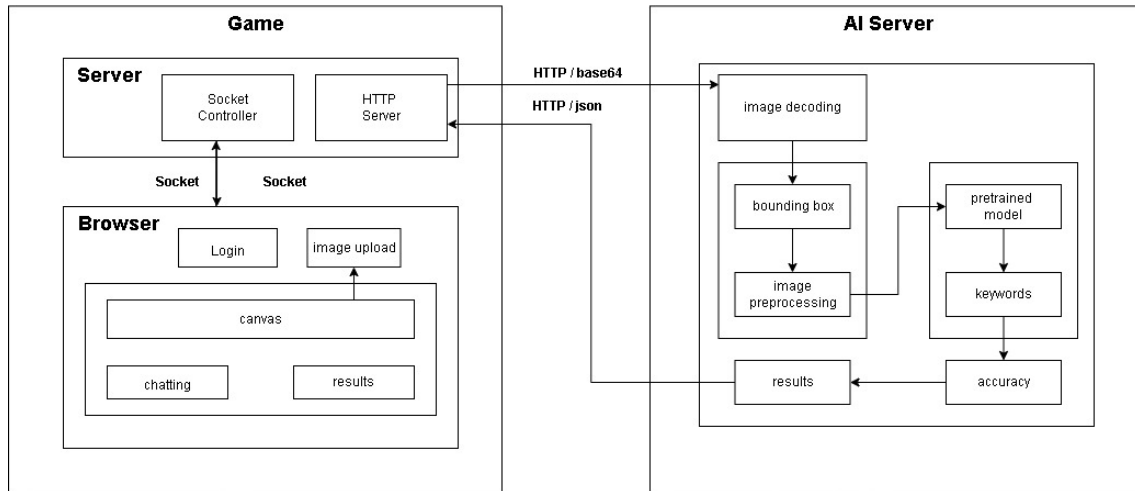 Game
AI Server
Server
Socket
Controller
HTTP
Server
HTTP / base64
HTTP / json
image decoding
Socket
Socket
bounding box
pretrained
model
Browser
Login
image upload
image
preprocessing
keywords
canvas
chatting
results
results
accuracy